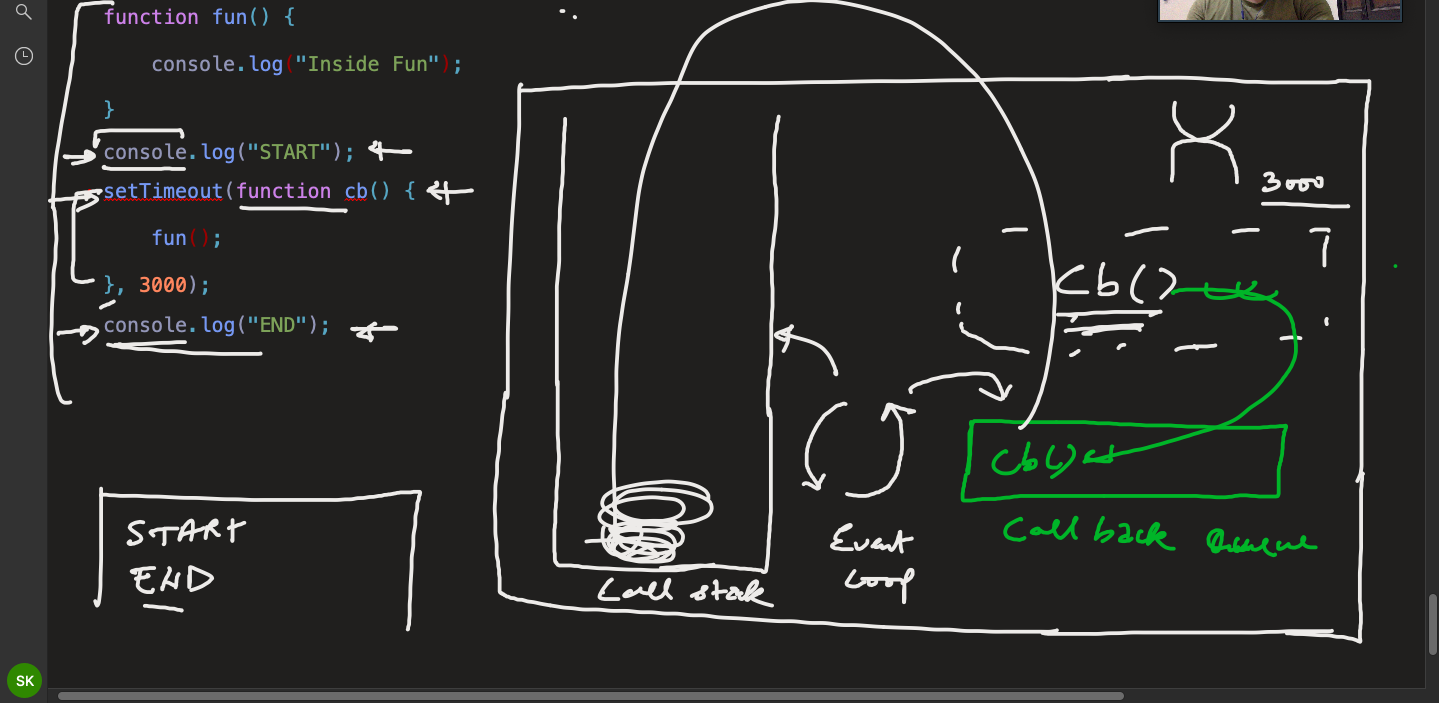 function fun() {
console.log("Inside Fun");
}
console.log("START");
setTimeout(function cb() {
fun();
}, 3000);
console.log("END");
START
END
3000
Cb()
Cb()
Call back Queue
Event
Loop
Call stack
SK